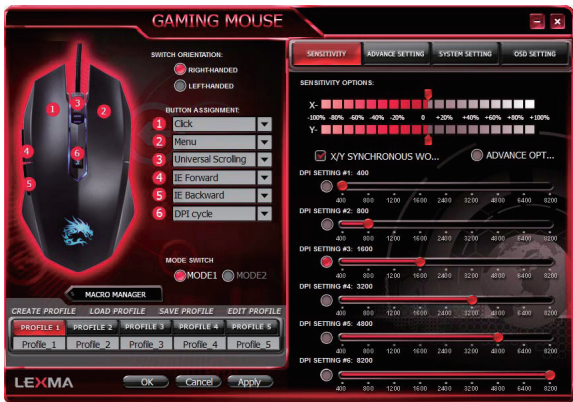 GAMING MOUSE
SWITCH ORIENTATION:
RIGHT-HANDED
LEFT-HANDED
BUTTON ASSIGNMENT:
1 Click
2 Menu
3 Universal Scrolling
4 IE Forward
5 IE Backward
6 DPI cycle
1
3
2
4
6
5
MODE SWITCH
MODE1 MODE2
MACRO MANAGER
CREATE PROFILE LOAD PROFILE SAVE PROFILE EDIT PROFILE
PROFILE 1 PROFILE 2 PROFILE 3 PROFILE 4 PROFILE 5
Profile_1 Profile_2 Profile_3 Profile_4 Profile_5
LEXMA
OK Cancel Apply
SENSITIVITY ADVANCE SETTING SYSTEM SETTING OSD SETTING
SENSITIVITY OPTIONS:
X-
-100% -80% -60% -40% -20% 0 +20% +40% +60% +80% +100%
Y-
X/Y SYNCHRONOUS WO... ADVANCE OPT...
DPI SETTING #1: 400
400 800 1200 1600 2400 3200 4800 6400 8200
DPI SETTING #2: 800
400 800 1200 1600 2400 3200 4800 6400 8200
DPI SETTING #3: 1600
400 800 1200 1600 2400 3200 4800 6400 8200
DPI SETTING #4: 3200
400 800 1200 1600 2400 3200 4800 6400 8200
DPI SETTING #5: 4800
400 800 1200 1600 2400 3200 4800 6400 8200
DPI SETTING #6: 8200
400 800 1200 1600 2400 3200 4800 6400 8200